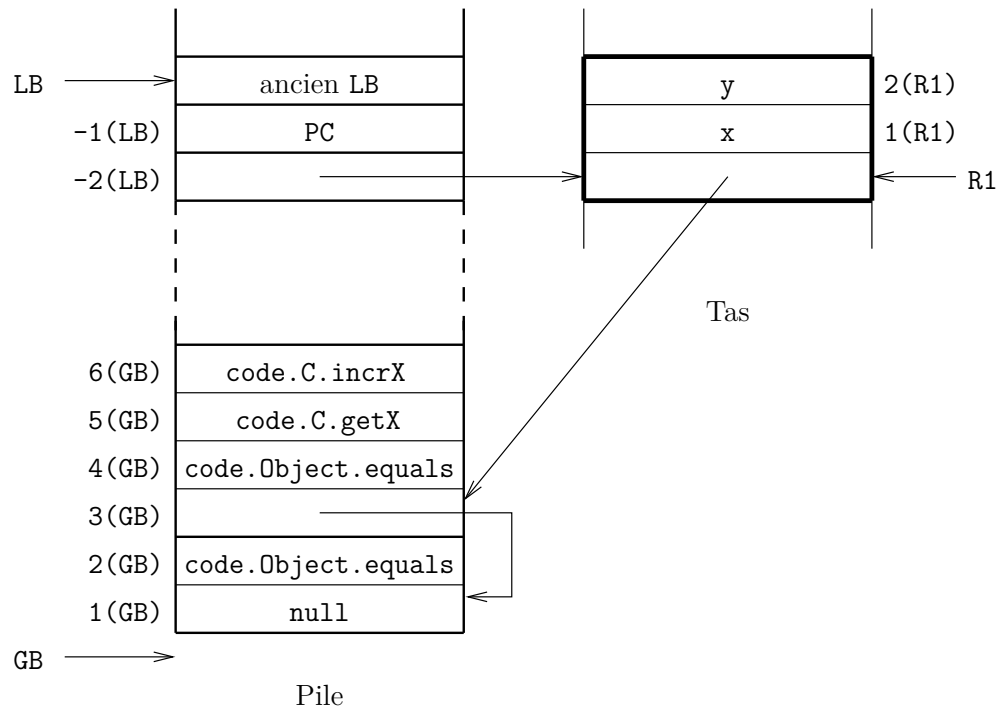 LB ancien LB y 2(R1)
-1(LB) PC x 1(R1)
-2(LB) R1
Tas
6(GB) code.C.incrX
5(GB) code.C.getX
4(GB) code.Object.equals
3(GB)
2(GB) code.Object.equals
1(GB) null
GB
Pile